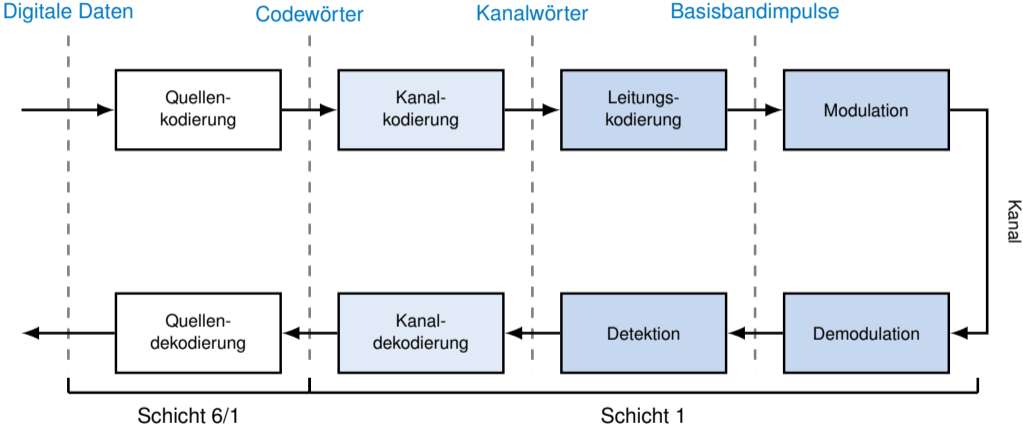 Digitale Daten
Codewörter
Kanalwörter
Basisbandimpulse
Quellen-
kodierung
Kanal-
kodierung
Leitungs-
kodierung
Modulation
Kanal
Quellen-
dekodierung
Kanal-
dekodierung
Detektion
Demodulation
Schicht 6/1
Schicht 1